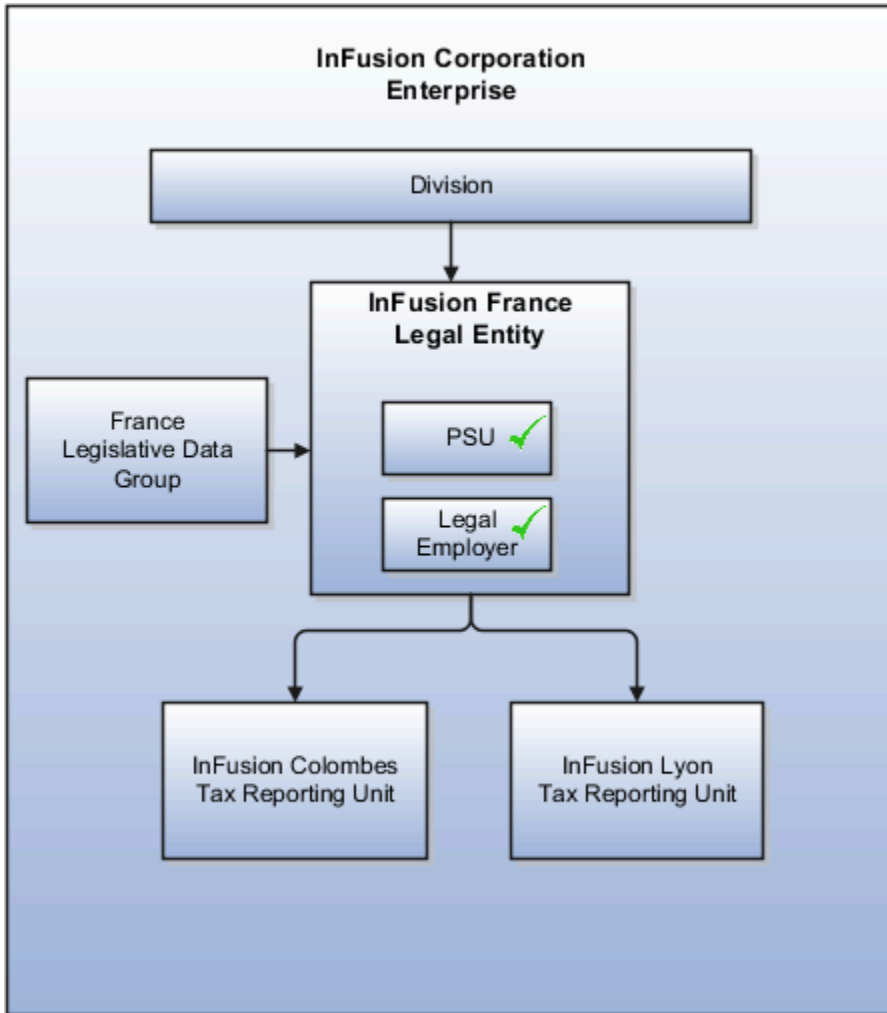 InFusion Corporation
Enterprise
Division
InFusion France
Legal Entity
France
Legislative Data
Group
PSU
Legal
Employer
InFusion Colombes
Tax Reporting Unit
InFusion Lyon
Tax Reporting Unit